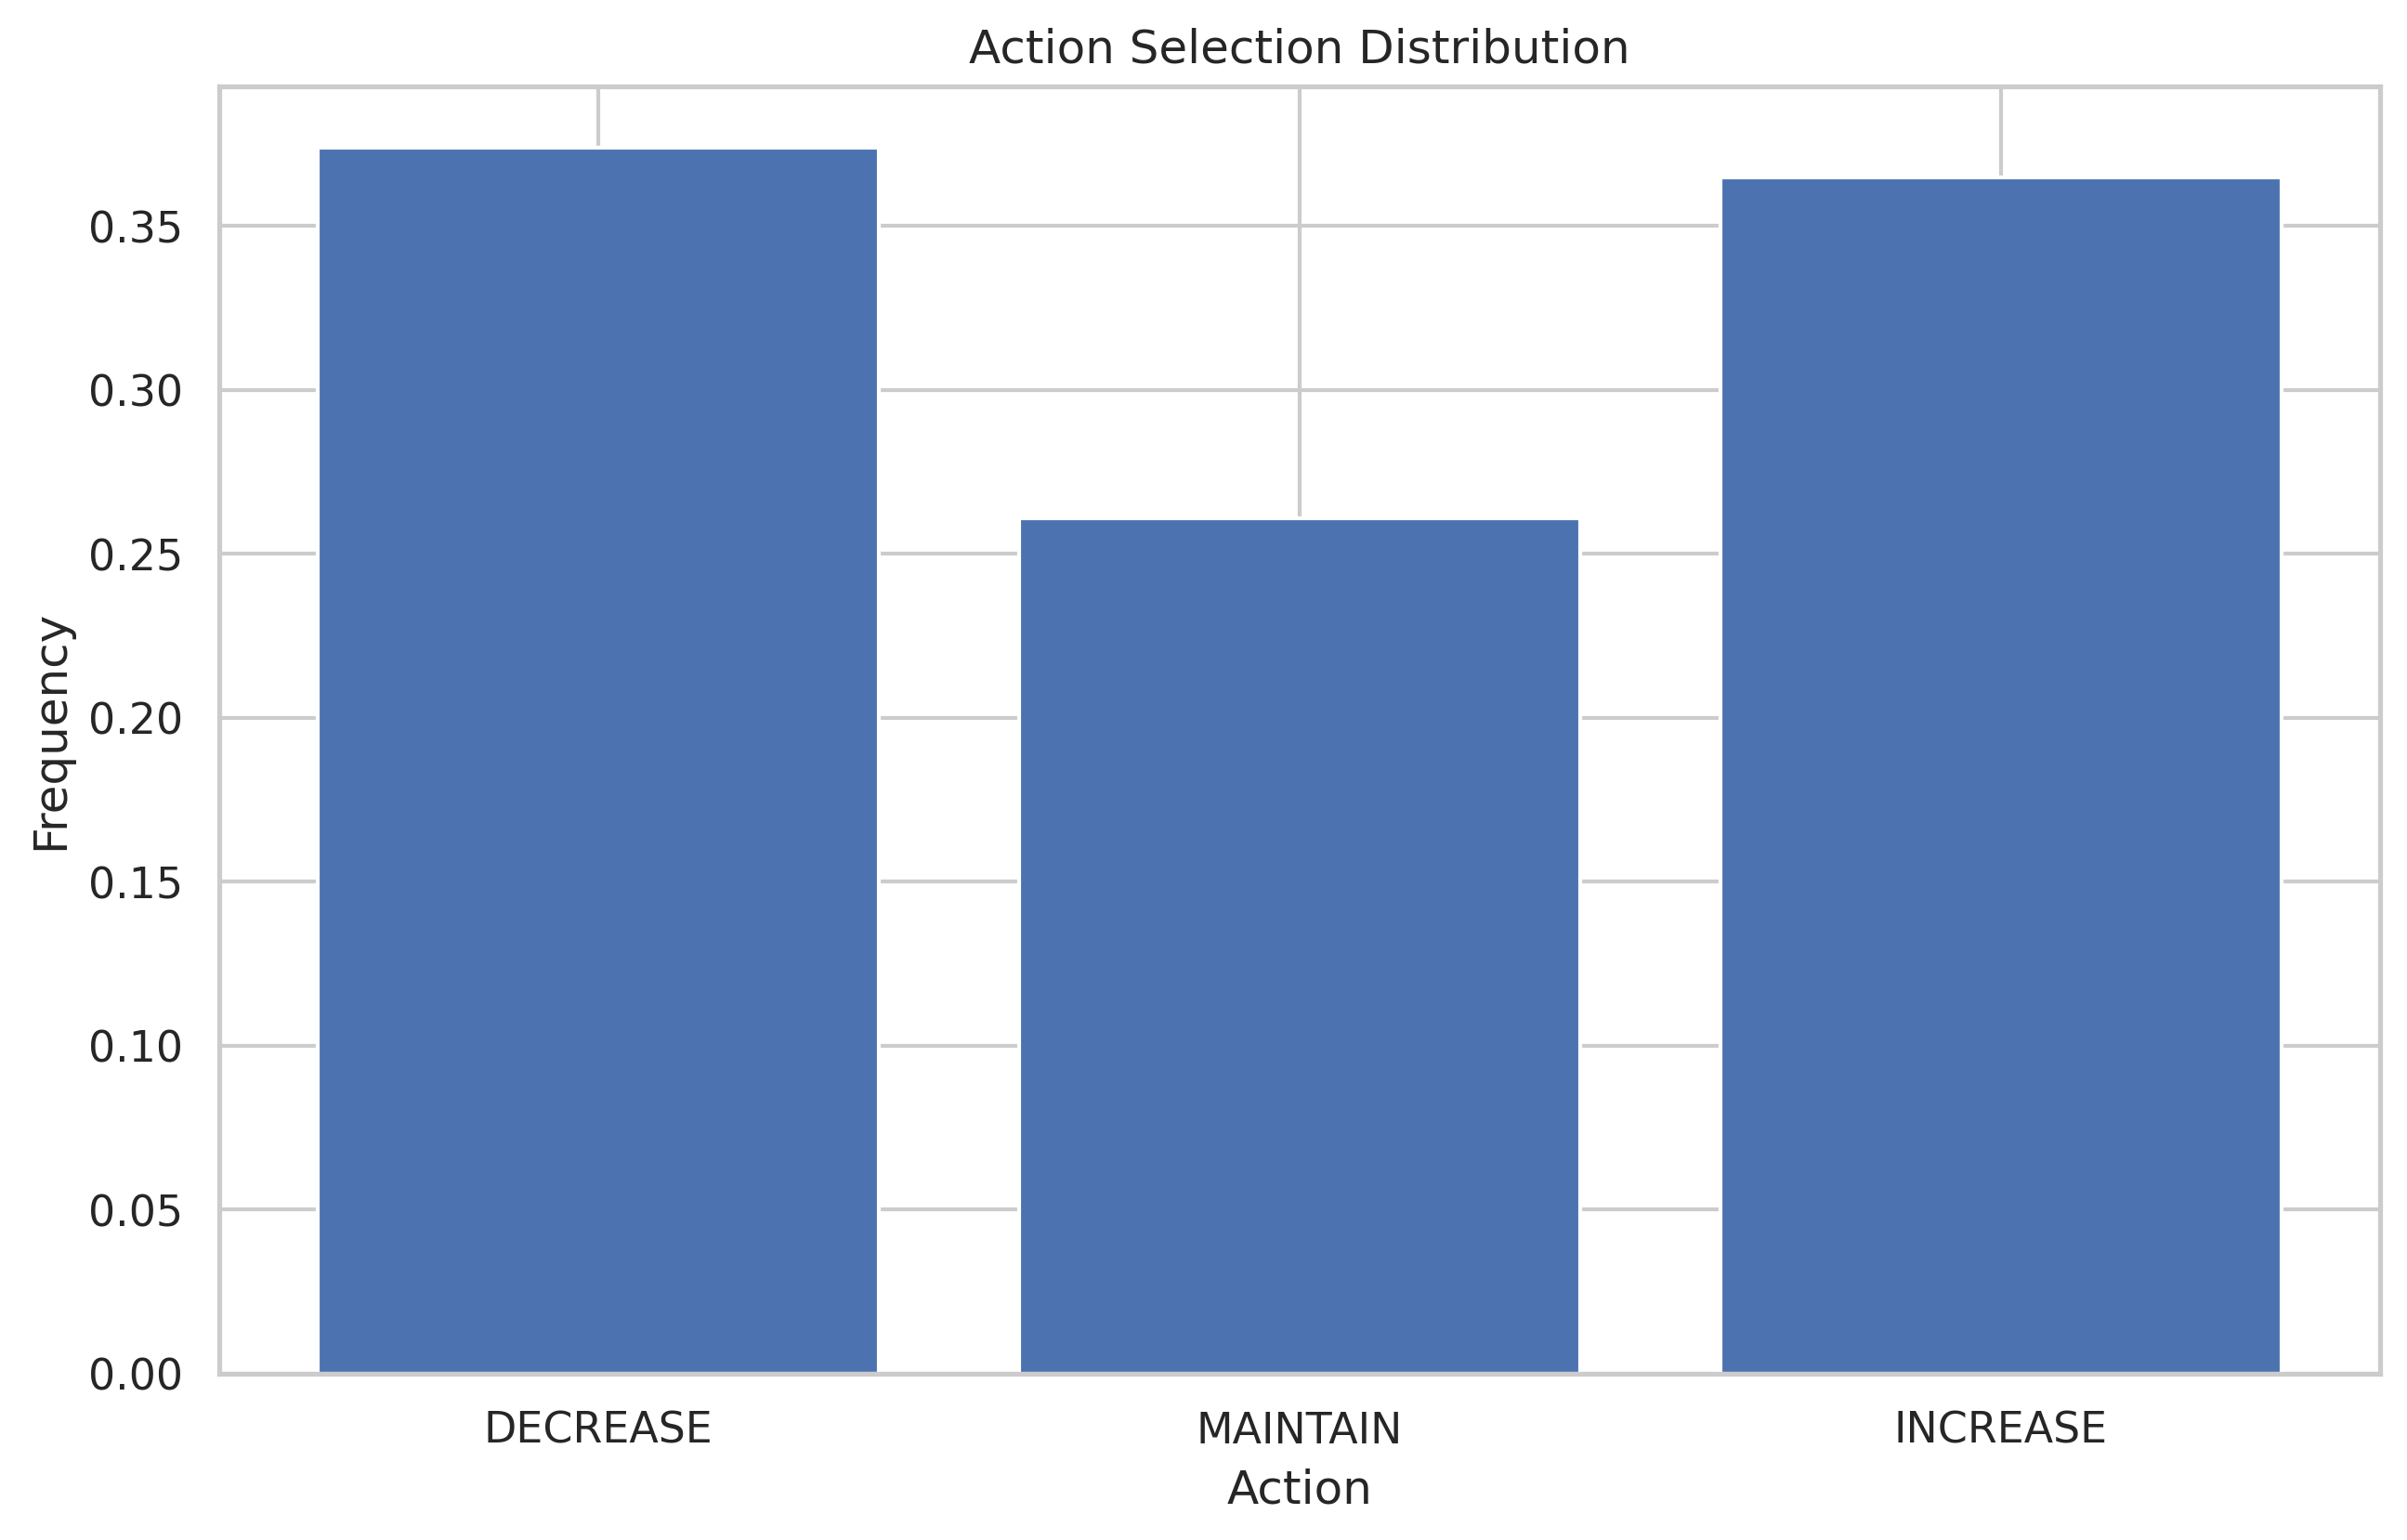 Action Selection Distribution
0.35
0.30
0.25
0.20
0.15
0.10
0.05
0.00
Frequency
DECREASE MAINTAIN INCREASE
Action